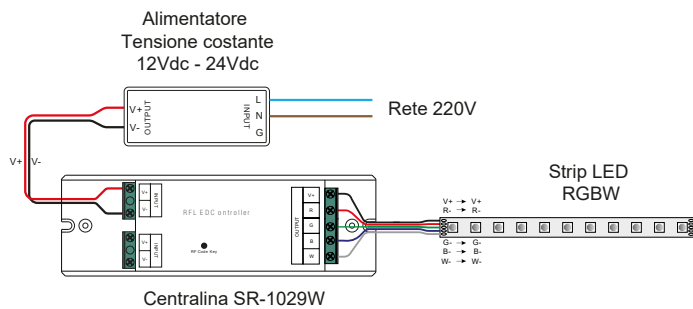 Alimentatore
Tensione costante
12Vdc - 24Vdc
V+
V-
OUTPUT
INPUT
L
N
G
Rete 220V
V+
V-
V+
V-
INPUT
V+
V-
INPUT
RFL EDC ontroller
RF Code Key
OUTPUT
V+
R
G
B
W
Strip LED
RGBW
V+ → V+
R- → R-
G- → G-
B- → B-
W- → W-
Centralina SR-1029W